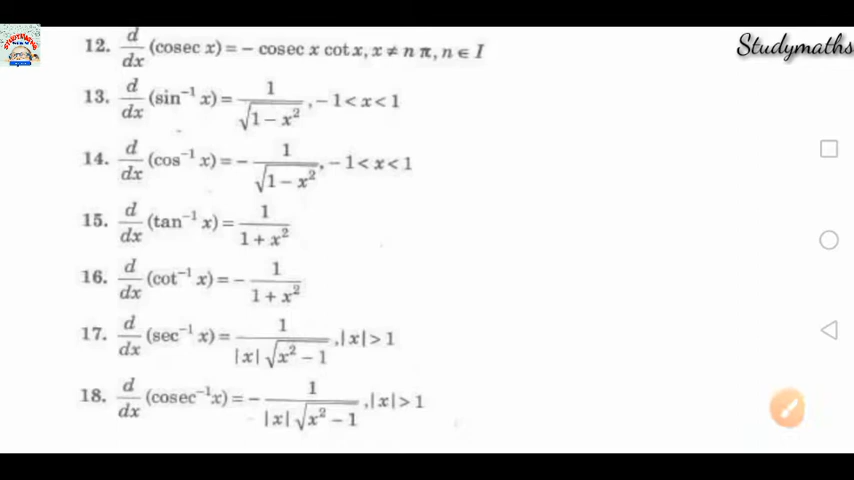 12. d/dx (cosec x) = − cosec x cot x, x ≠ n π, n ∈ I
Studymaths
13. d/dx (sin⁻¹ x) = 1/√(1 − x²), − 1 < x < 1
14. d/dx (cos⁻¹ x) = − 1/√(1 − x²), − 1 < x < 1
15. d/dx (tan⁻¹ x) = 1/(1 + x²)
16. d/dx (cot⁻¹ x) = − 1/(1 + x²)
17. d/dx (sec⁻¹ x) = 1/(|x| √(x² − 1)), |x| > 1
18. d/dx (cosec⁻¹x) = − 1/(|x| √(x² − 1)), |x| > 1